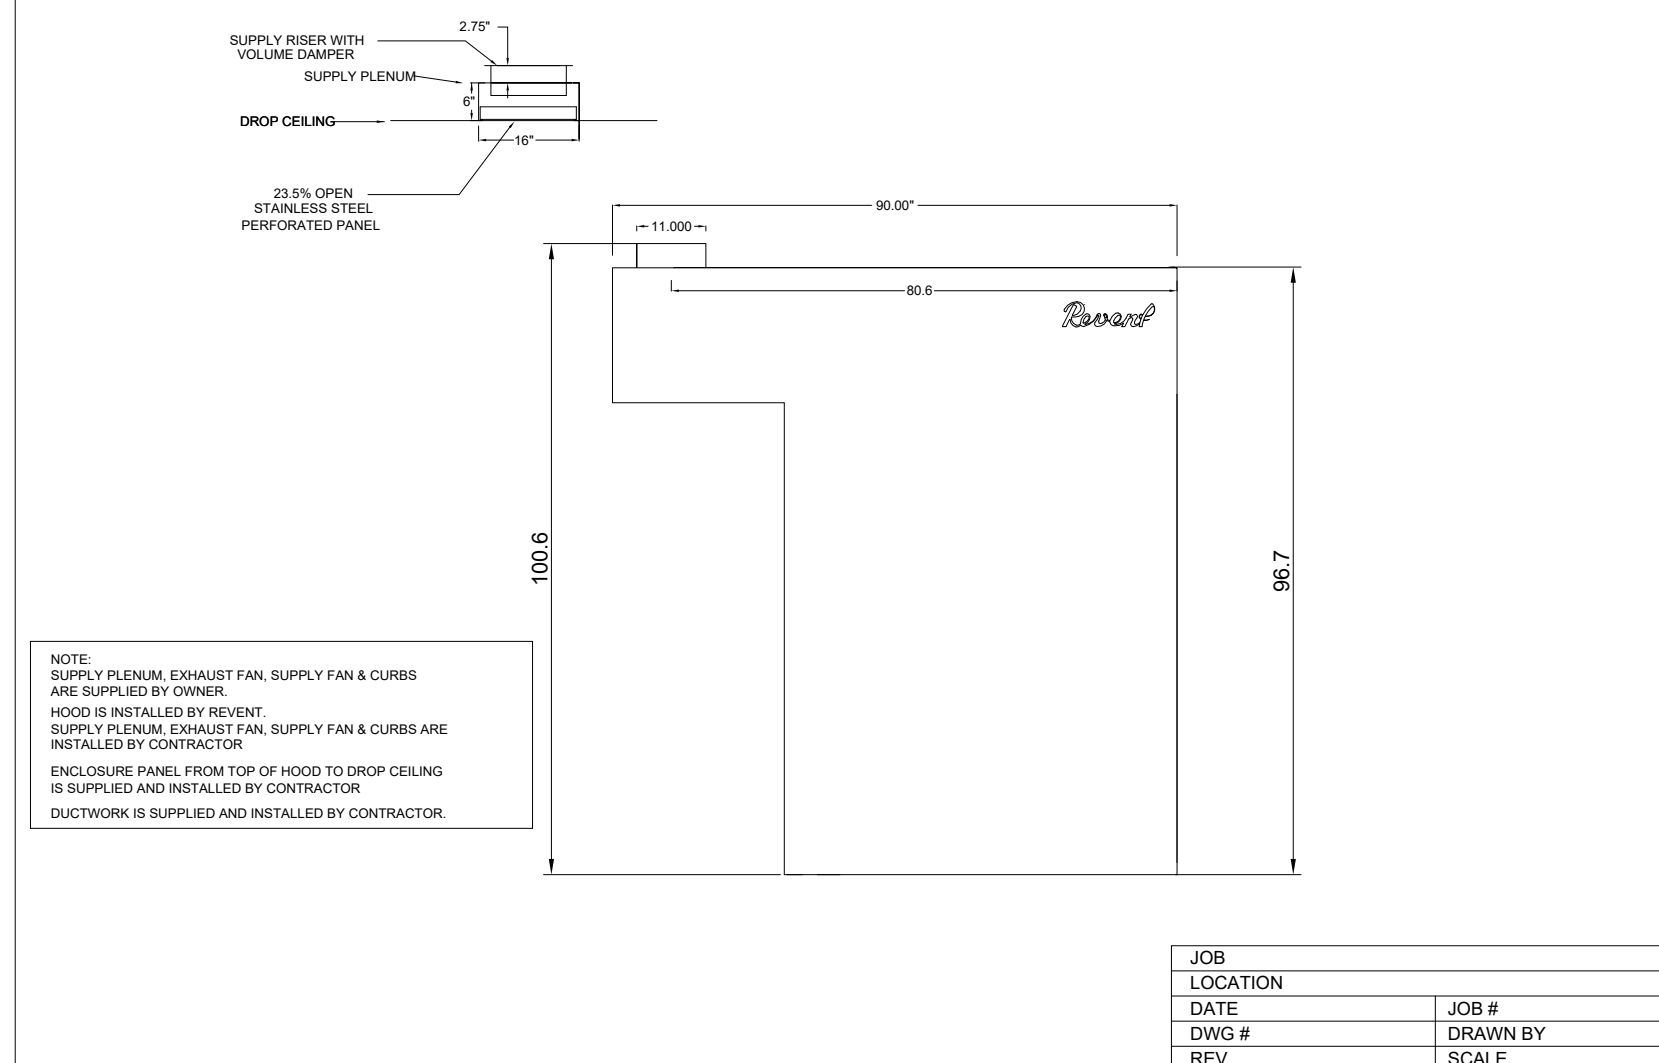 2.75"
SUPPLY RISER WITH
VOLUME DAMPER
SUPPLY PLENUM
6"
DROP CEILING
16"
23.5% OPEN
STAINLESS STEEL
PERFORATED PANEL
90.00"
11.000
80.6
Revent
100.6
96.7
NOTE:
SUPPLY PLENUM, EXHAUST FAN, SUPPLY FAN & CURBS
ARE SUPPLIED BY OWNER.
HOOD IS INSTALLED BY REVENT.
SUPPLY PLENUM, EXHAUST FAN, SUPPLY FAN & CURBS ARE
INSTALLED BY CONTRACTOR
ENCLOSURE PANEL FROM TOP OF HOOD TO DROP CEILING
IS SUPPLIED AND INSTALLED BY CONTRACTOR
DUCTWORK IS SUPPLIED AND INSTALLED BY CONTRACTOR.
JOB
LOCATION
DATE JOB #
DWG # DRAWN BY
REV SCALE